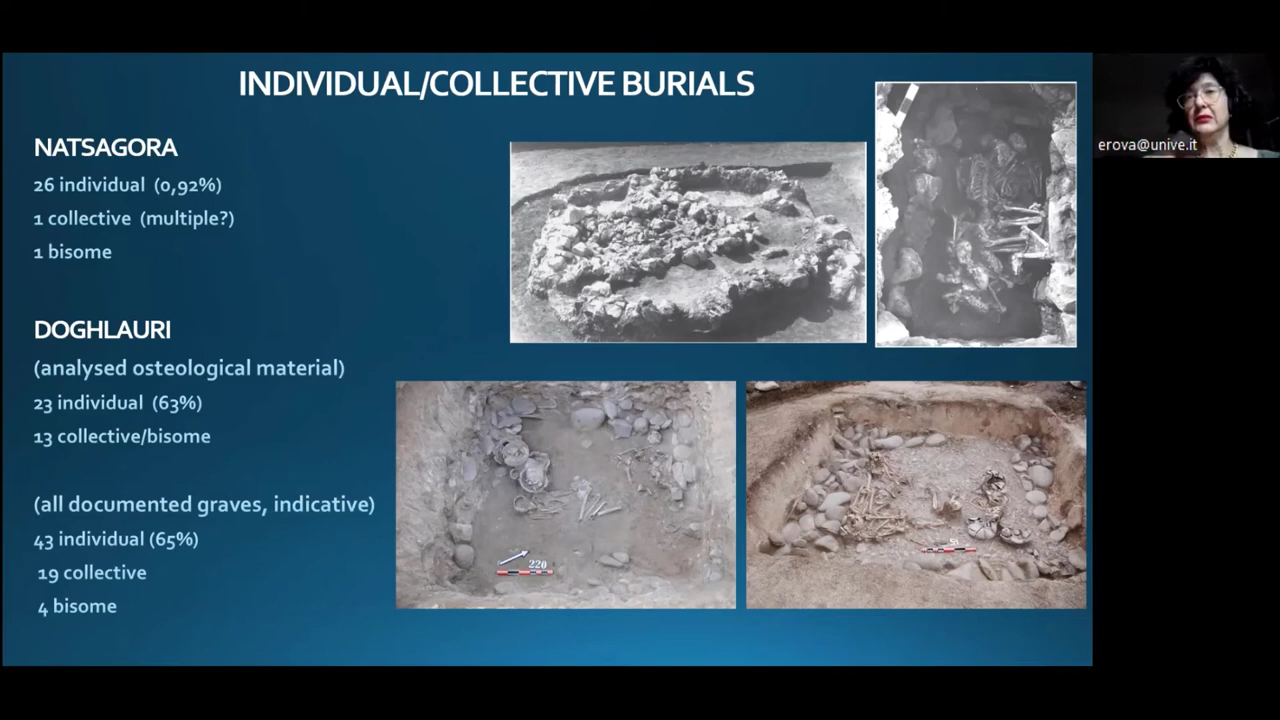 INDIVIDUAL/COLLECTIVE BURIALS
NATSAGORA
26 individual (0,92%)
1 collective (multiple?)
1 bisome
DOGHLAURI
(analysed osteological material)
23 individual (63%)
13 collective/bisome
(all documented graves, indicative)
43 individual (65%)
19 collective
4 bisome
220
51
erova@unive.it